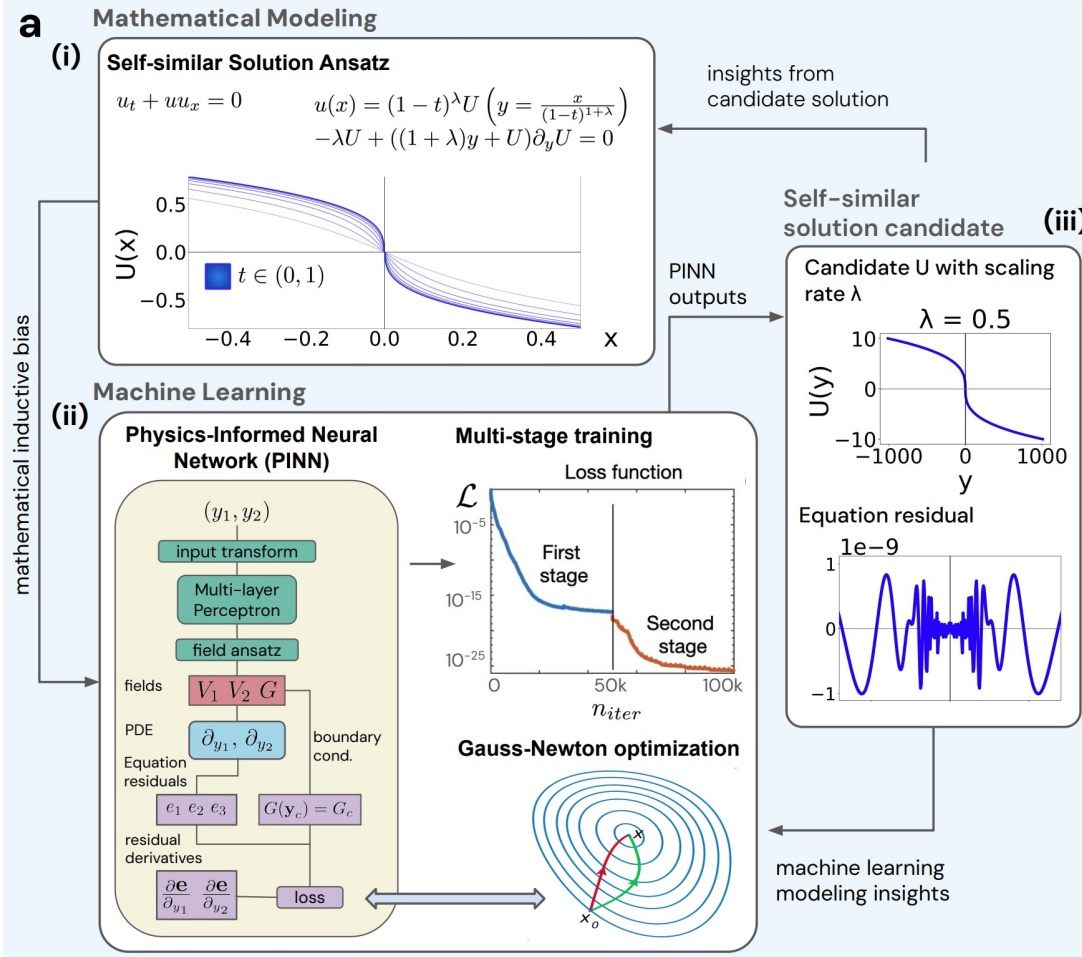 a
Mathematical Modeling
(i)
Self-similar Solution Ansatz
u_t + uu_x = 0
u(x) = (1 − t)^λ U (y = x/(1−t)^{1+λ})
−λU + ((1 + λ)y + U)∂_y U = 0
U(x)
0.5
0.0
−0.5
t ∈ (0, 1)
−0.4 −0.2 0.0 0.2 0.4 x
insights from
candidate solution
mathematical inductive bias
PINN
outputs
Self-similar
solution candidate
(iii)
Candidate U with scaling
rate λ
λ = 0.5
U(y)
10
0
−10
−1000 0 1000
y
Equation residual
1e−9
1
0
−1
machine learning
modeling insights
Machine Learning
(ii)
Physics-Informed Neural
Network (PINN)
(y_1, y_2)
input transform
Multi-layer
Perceptron
field ansatz
fields
V_1 V_2 G
PDE
∂_{y_1}, ∂_{y_2}
boundary
cond.
Equation
residuals
e_1 e_2 e_3
G(y_c) = G_c
residual
derivatives
∂e/∂_{y_1} ∂e/∂_{y_2}
loss
Multi-stage training
Loss function
ℒ
10^{-5}
10^{-15}
10^{-25}
First
stage
Second
stage
0 50k 100k
n_{iter}
Gauss-Newton optimization
x
x_o